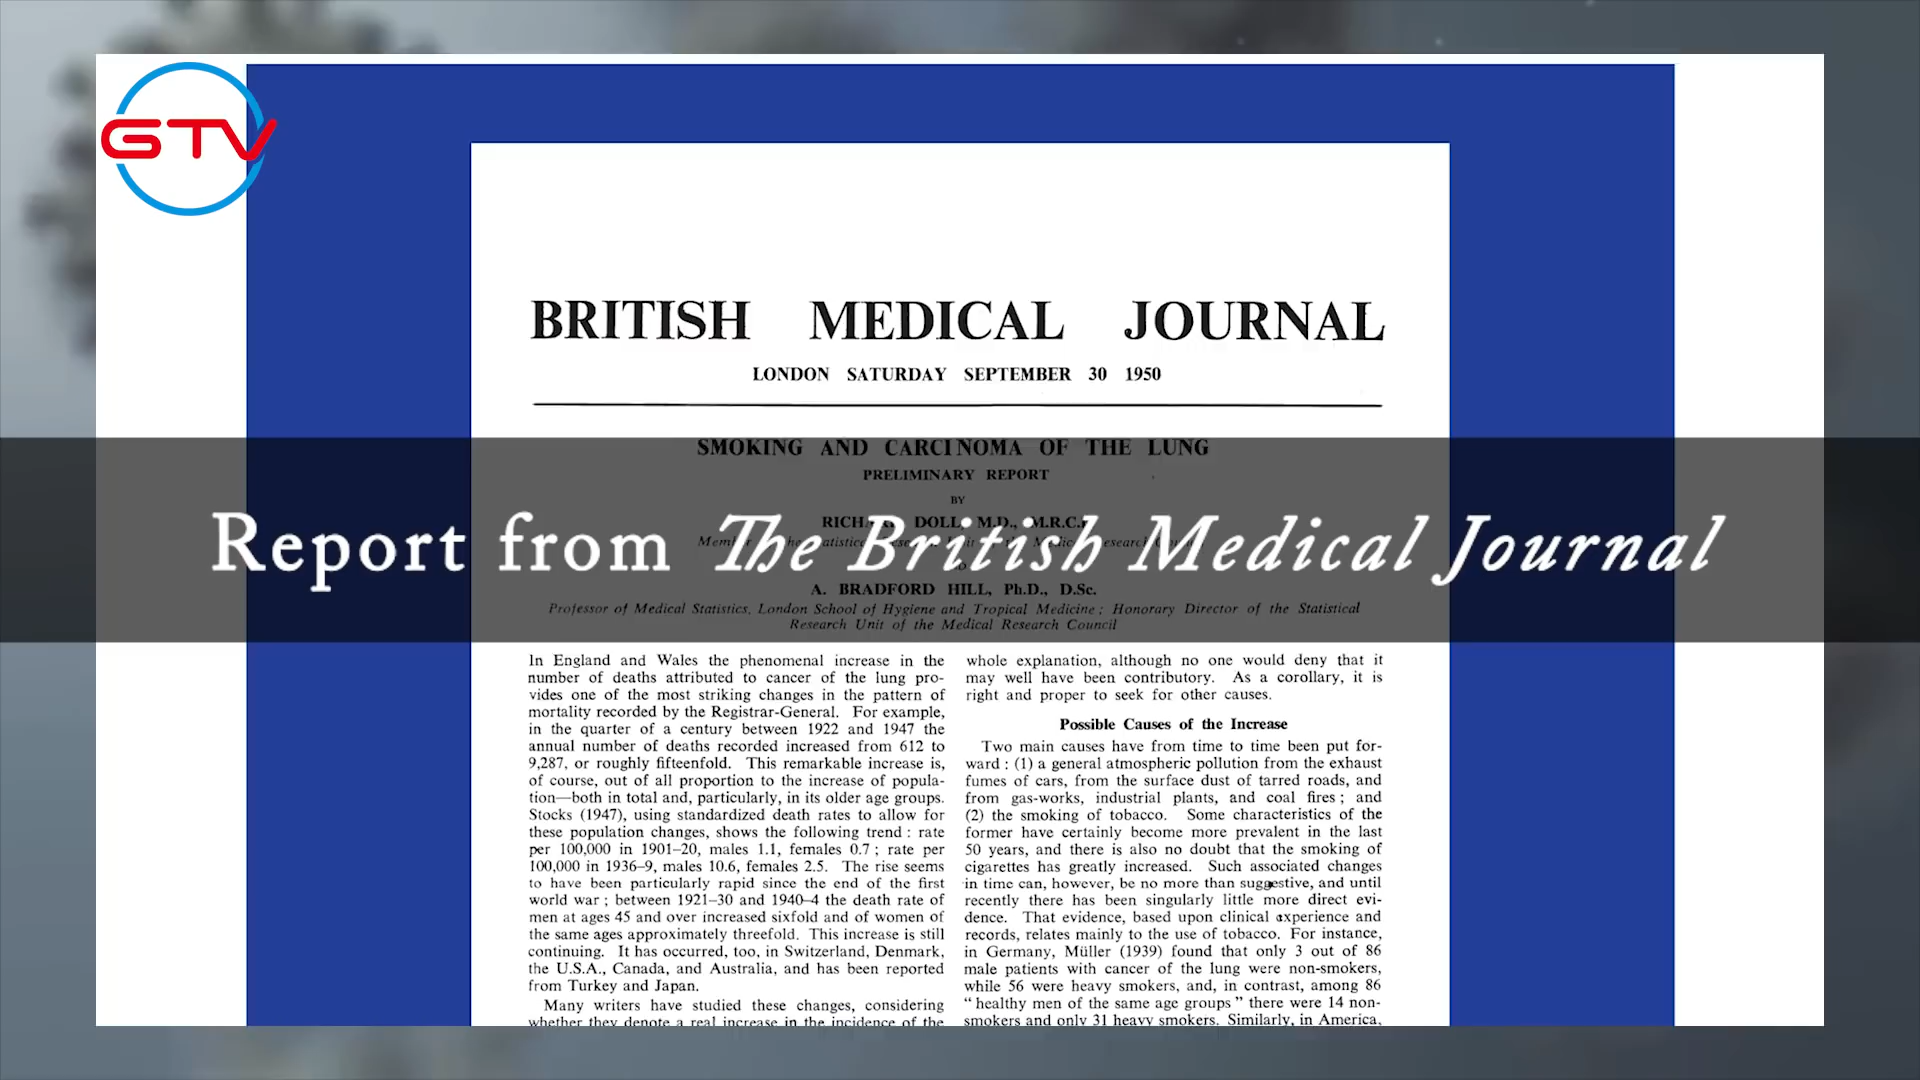 GTV
BRITISH MEDICAL JOURNAL
LONDON SATURDAY SEPTEMBER 30 1950
SMOKING AND CARCINOMA OF THE LUNG
PRELIMINARY REPORT
BY
DOLL, M.D., M.R.C.P.
Report from The British Medical Journal
A. BRADFORD HILL, Ph.D., D.Sc.
Professor of Medical Statistics, London School of Hygiene and Tropical Medicine; Honorary Director of the Statistical
Research Unit of the Medical Research Council
In England and Wales the phenomenal increase in the
number of deaths attributed to cancer of the lung pro-
vides one of the most striking changes in the pattern of
mortality recorded by the Registrar-General. For example,
in the quarter of a century between 1922 and 1947 the
annual number of deaths recorded increased from 612 to
9,287, or roughly fifteenfold. This remarkable increase is,
of course, out of all proportion to the increase of popula-
tion—both in total and, particularly, in its older age groups.
Stocks (1947), using standardized death rates to allow for
these population changes, shows the following trend: rate
per 100,000 in 1901–20, males 1.1, females 0.7; rate per
100,000 in 1936–9, males 10.6, females 2.5. The rise seems
to have been particularly rapid since the end of the first
world war; between 1921–30 and 1940–4 the death rate of
men at ages 45 and over increased sixfold and of women of
the same ages approximately threefold. This increase is still
continuing. It has occurred, too, in Switzerland, Denmark,
the U.S.A., Canada, and Australia, and has been reported
from Turkey and Japan.
Many writers have studied these changes, considering
whether they denote a real increase in the incidence of the
whole explanation, although no one would deny that it
may well have been contributory. As a corollary, it is
right and proper to seek for other causes.
Possible Causes of the Increase
Two main causes have from time to time been put for-
ward: (1) a general atmospheric pollution from the exhaust
fumes of cars, from the surface dust of tarred roads, and
from gas-works, industrial plants, and coal fires; and
(2) the smoking of tobacco. Some characteristics of the
former have certainly become more prevalent in the last
50 years, and there is also no doubt that the smoking of
cigarettes has greatly increased. Such associated changes
in time can, however, be no more than suggestive, and until
recently there has been singularly little more direct evi-
dence. That evidence, based upon clinical experience and
records, relates mainly to the use of tobacco. For instance,
in Germany, Müller (1939) found that only 3 out of 86
male patients with cancer of the lung were non-smokers,
while 56 were heavy smokers, and, in contrast, among 86
"healthy men of the same age groups" there were 14 non-
smokers and only 31 heavy smokers. Similarly, in America,